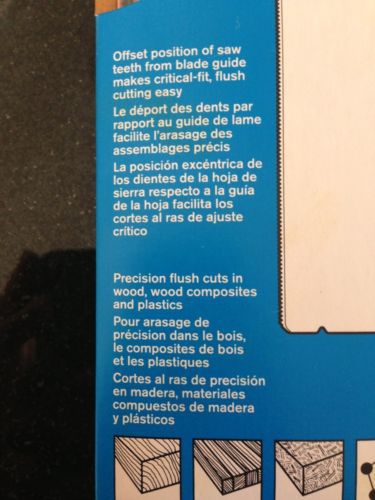 Offset position of saw
teeth from blade guide
makes critical-fit, flush
cutting easy
Le déport des dents par
rapport au guide de lame
facilite l'arasage des
assemblages précis
La posición excéntrica de
los dientes de la hoja de
sierra respecto a la guía
de la hoja facilita los
cortes al ras de ajuste
crítico
Precision flush cuts in
wood, wood composites
and plastics
Pour arasage de
précision dans le bois,
le composites de bois
et les plastiques
Cortes al ras de precisión
en madera, materiales
compuestos de madera
y plásticos